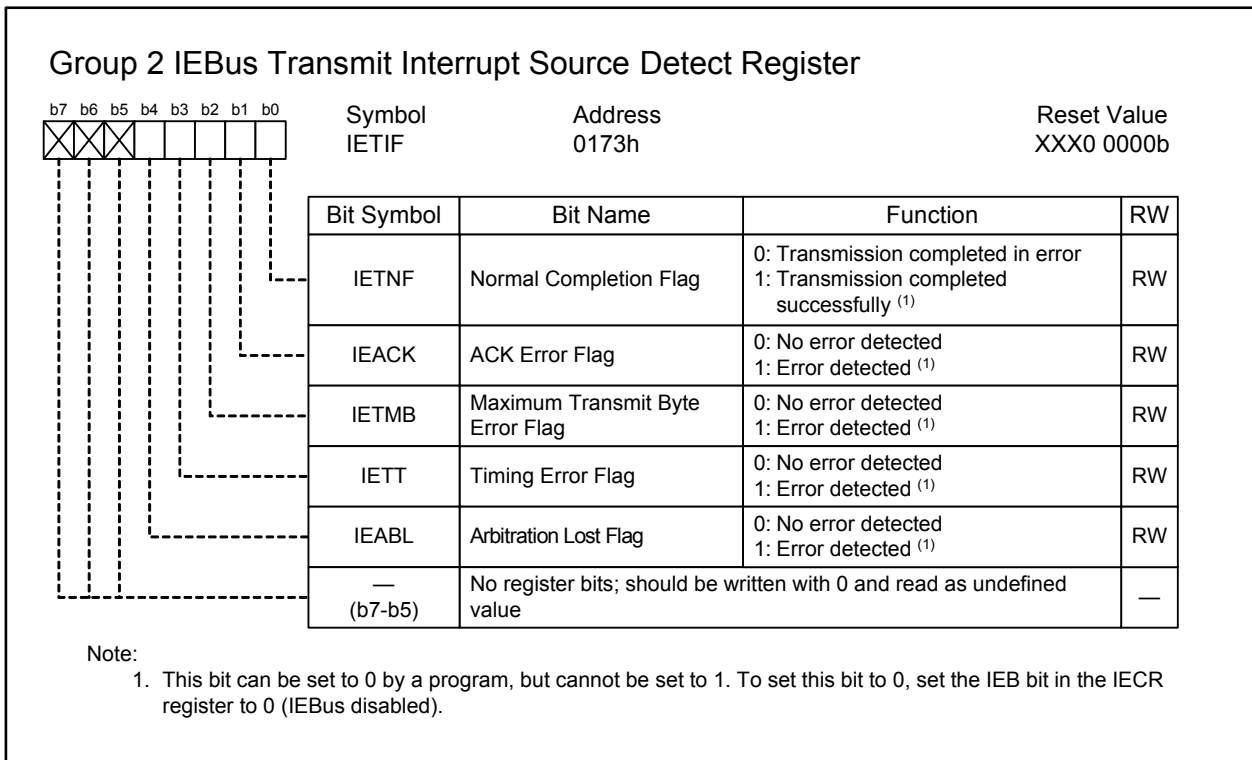 Group 2 IEBus Transmit Interrupt Source Detect Register
b7 b6 b5 b4 b3 b2 b1 b0
Symbol Address Reset Value
IETIF 0173h XXX0 0000b
Bit Symbol Bit Name Function RW
IETNF Normal Completion Flag 0: Transmission completed in error
1: Transmission completed
successfully (1) RW
IEACK ACK Error Flag 0: No error detected
1: Error detected (1) RW
IETMB Maximum Transmit Byte
Error Flag 0: No error detected
1: Error detected (1) RW
IETT Timing Error Flag 0: No error detected
1: Error detected (1) RW
IEABL Arbitration Lost Flag 0: No error detected
1: Error detected (1) RW
—
(b7-b5) No register bits; should be written with 0 and read as undefined
value —
Note:
1. This bit can be set to 0 by a program, but cannot be set to 1. To set this bit to 0, set the IEB bit in the IECR
register to 0 (IEBus disabled).